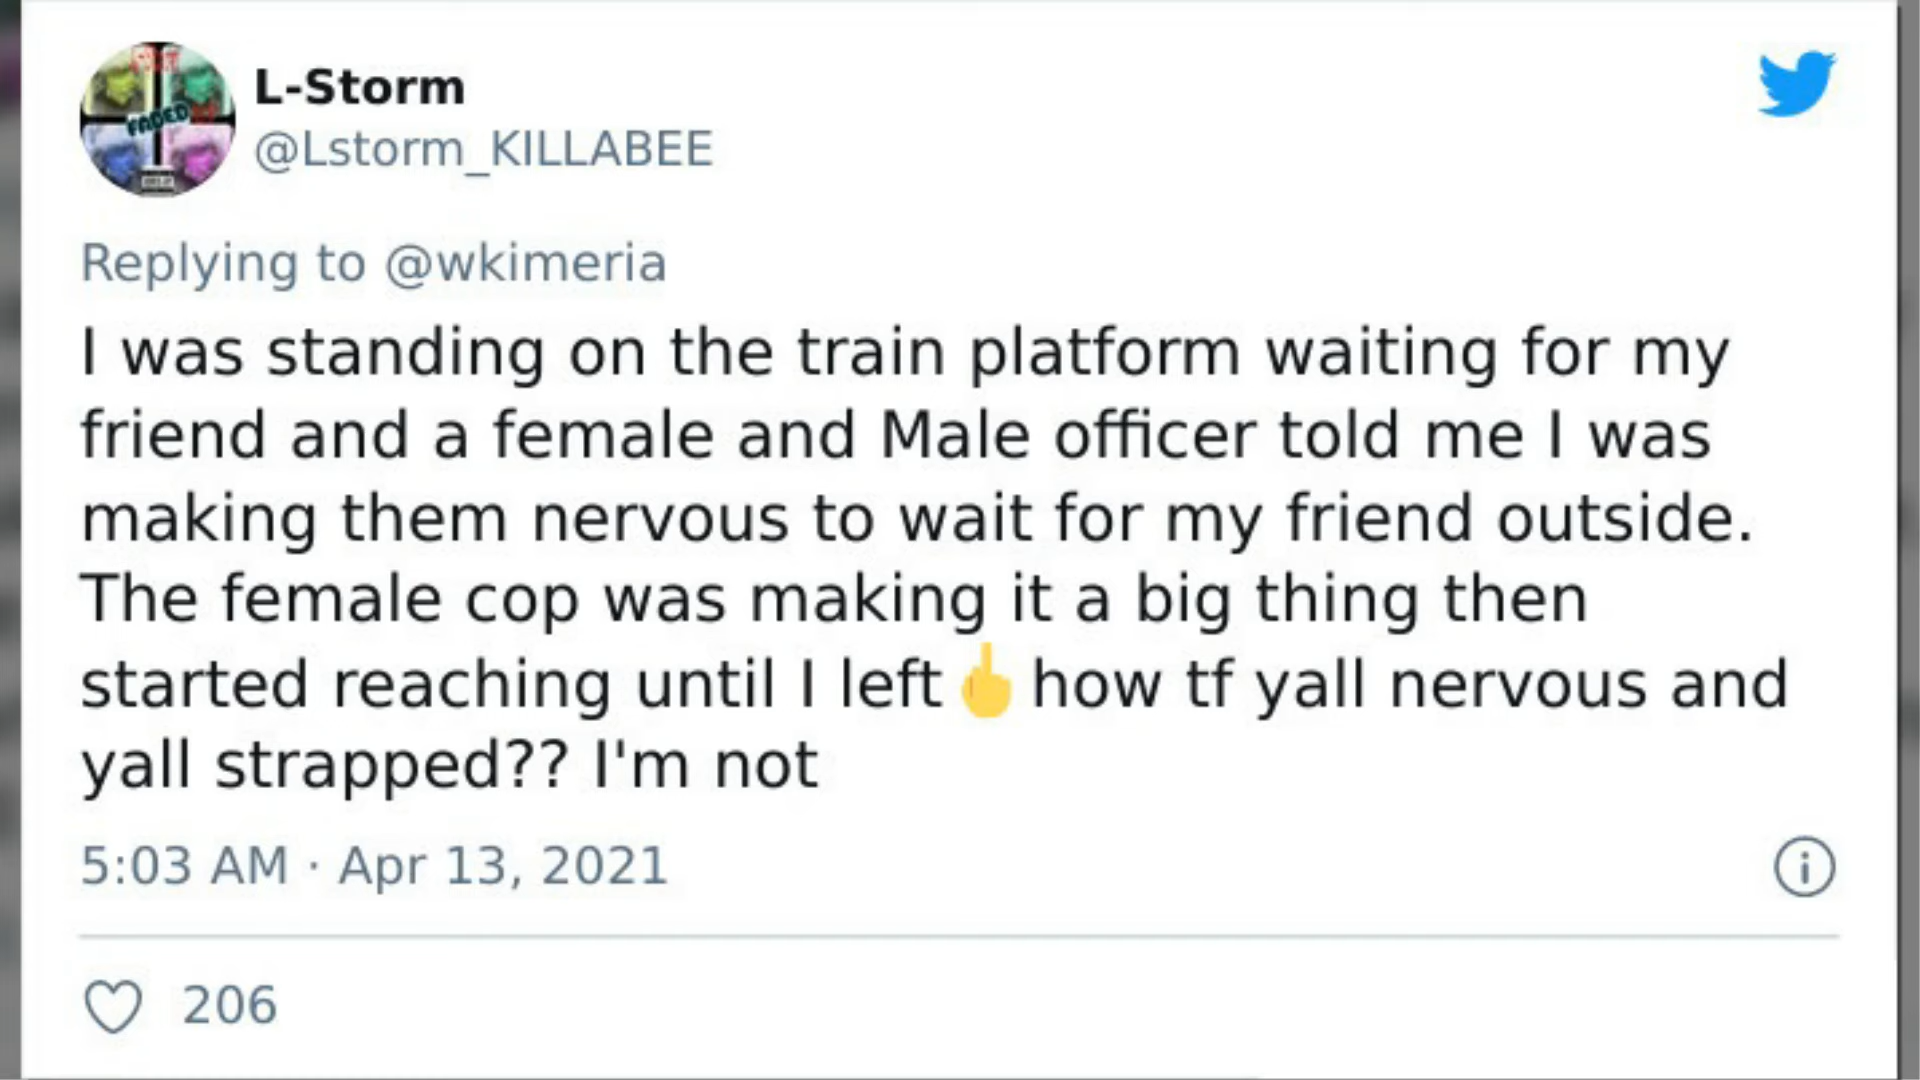 L-Storm
@Lstorm_KILLABEE
Replying to @wkimeria
I was standing on the train platform waiting for my
friend and a female and Male officer told me I was
making them nervous to wait for my friend outside.
The female cop was making it a big thing then
started reaching until I left🖕how tf yall nervous and
yall strapped?? I'm not
5:03 AM · Apr 13, 2021
206
FADED